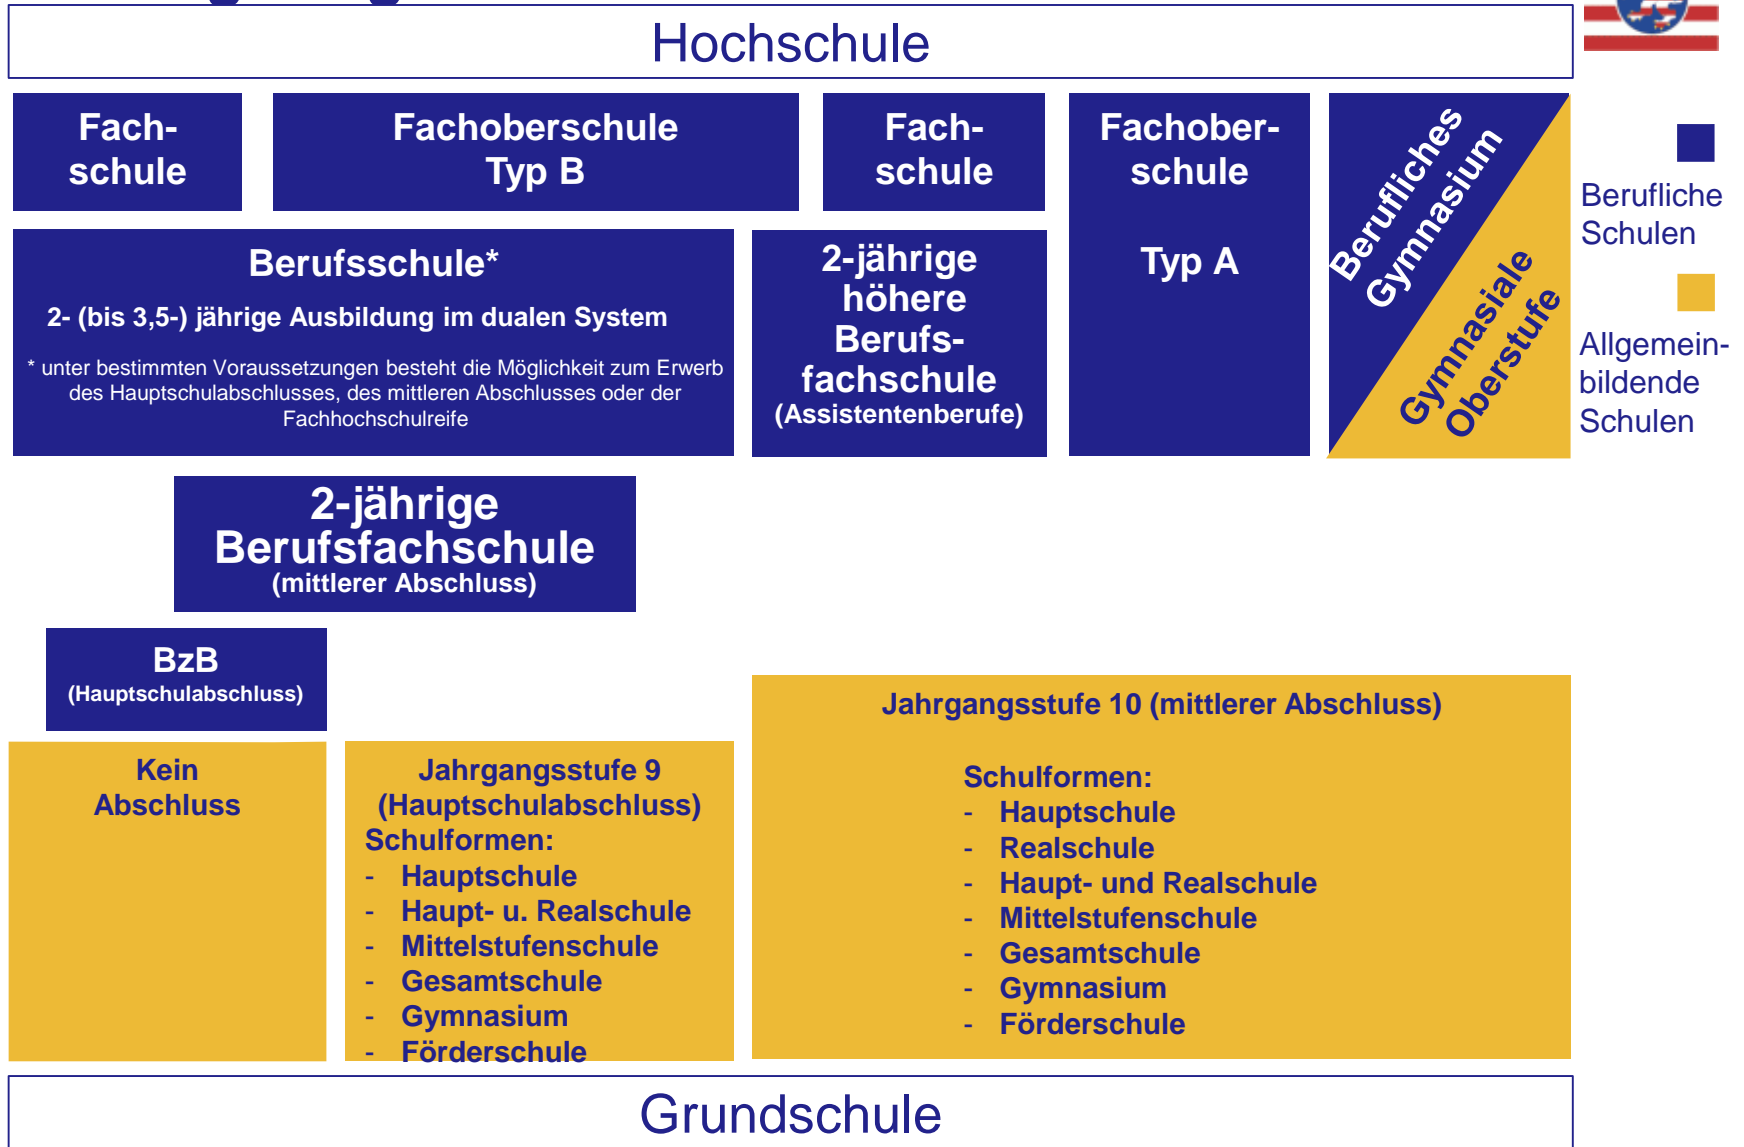 Hochschule
Fach-
schule
Fachoberschule
Typ B
Fach-
schule
Fachober-
schule
Typ A
Berufliches
Gymnasium
Gymnasiale
Oberstufe
Berufliche
Schulen
Allgemein-
bildende
Schulen
Berufsschule*
2- (bis 3,5-) jährige Ausbildung im dualen System
* unter bestimmten Voraussetzungen besteht die Möglichkeit zum Erwerb
des Hauptschulabschlusses, des mittleren Abschlusses oder der
Fachhochschulreife
2-jährige
höhere
Berufs-
fachschule
(Assistentenberufe)
2-jährige
Berufsfachschule
(mittlerer Abschluss)
BzB
(Hauptschulabschluss)
Kein
Abschluss
Jahrgangsstufe 9
(Hauptschulabschluss)
Schulformen:
- Hauptschule
- Haupt- u. Realschule
- Mittelstufenschule
- Gesamtschule
- Gymnasium
- Förderschule
Jahrgangsstufe 10 (mittlerer Abschluss)
Schulformen:
- Hauptschule
- Realschule
- Haupt- und Realschule
- Mittelstufenschule
- Gesamtschule
- Gymnasium
- Förderschule
Grundschule